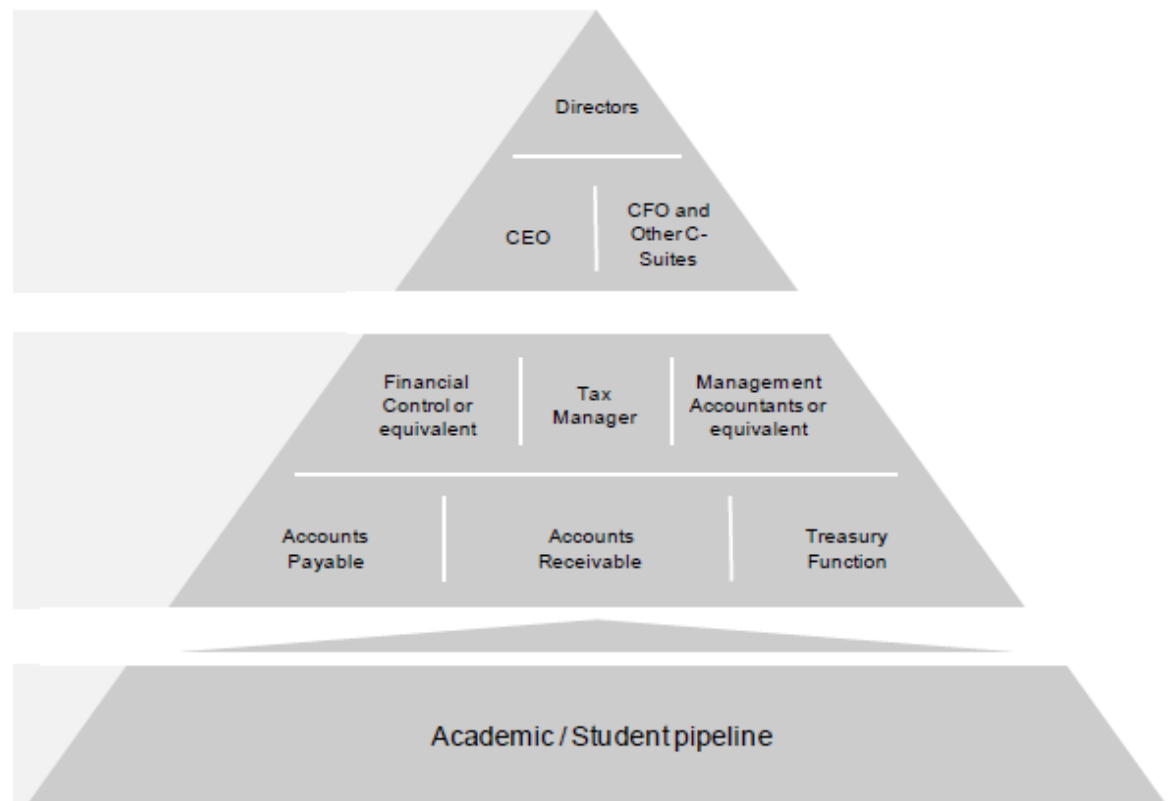 Directors
CEO
CFO and
Other C-
Suites
Financial
Control or
equivalent
Tax
Manager
Management
Accountants or
equivalent
Accounts
Payable
Accounts
Receivable
Treasury
Function
Academic / Student pipeline